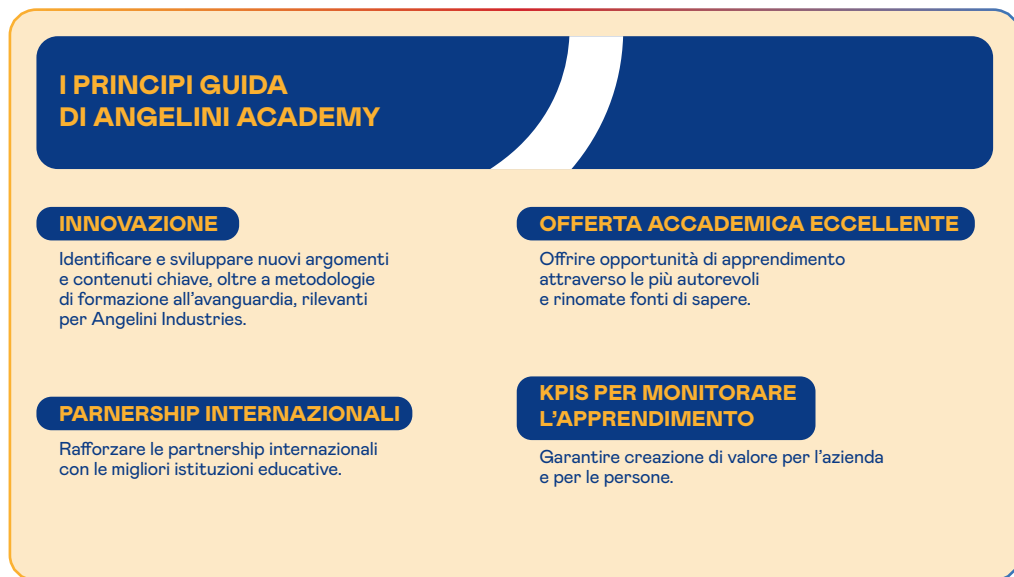 I PRINCIPI GUIDA
DI ANGELINI ACADEMY
INNOVAZIONE
Identificare e sviluppare nuovi argomenti
e contenuti chiave, oltre a metodologie
di formazione all'avanguardia, rilevanti
per Angelini Industries.
OFFERTA ACCADEMICA ECCELLENTE
Offrire opportunità di apprendimento
attraverso le più autorevoli
e rinomate fonti di sapere.
PARNERSHIP INTERNAZIONALI
Rafforzare le partnership internazionali
con le migliori istituzioni educative.
KPIS PER MONITORARE
L'APPRENDIMENTO
Garantire creazione di valore per l'azienda
e per le persone.